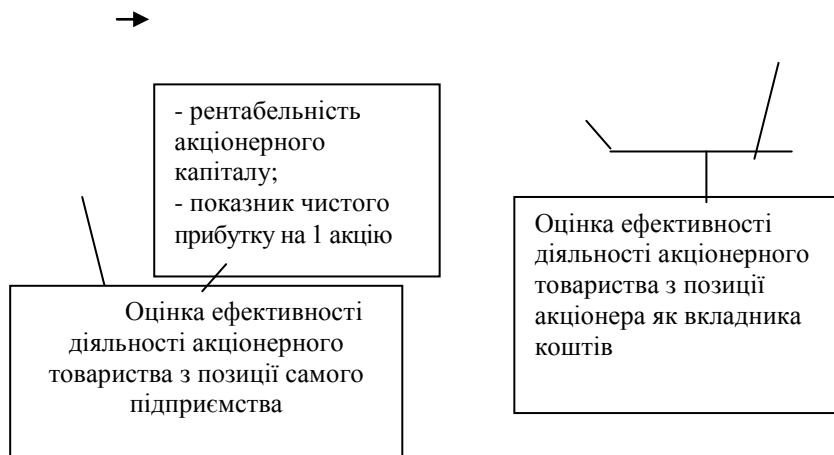 - рентабельність
акціонерного
капіталу;
- показник чистого
прибутку на 1 акцію
Оцінка ефективності
діяльності акціонерного
товариства з позиції самого
підприємства
Оцінка ефективності
діяльності акціонерного
товариства з позиції
акціонера як вкладника
коштів